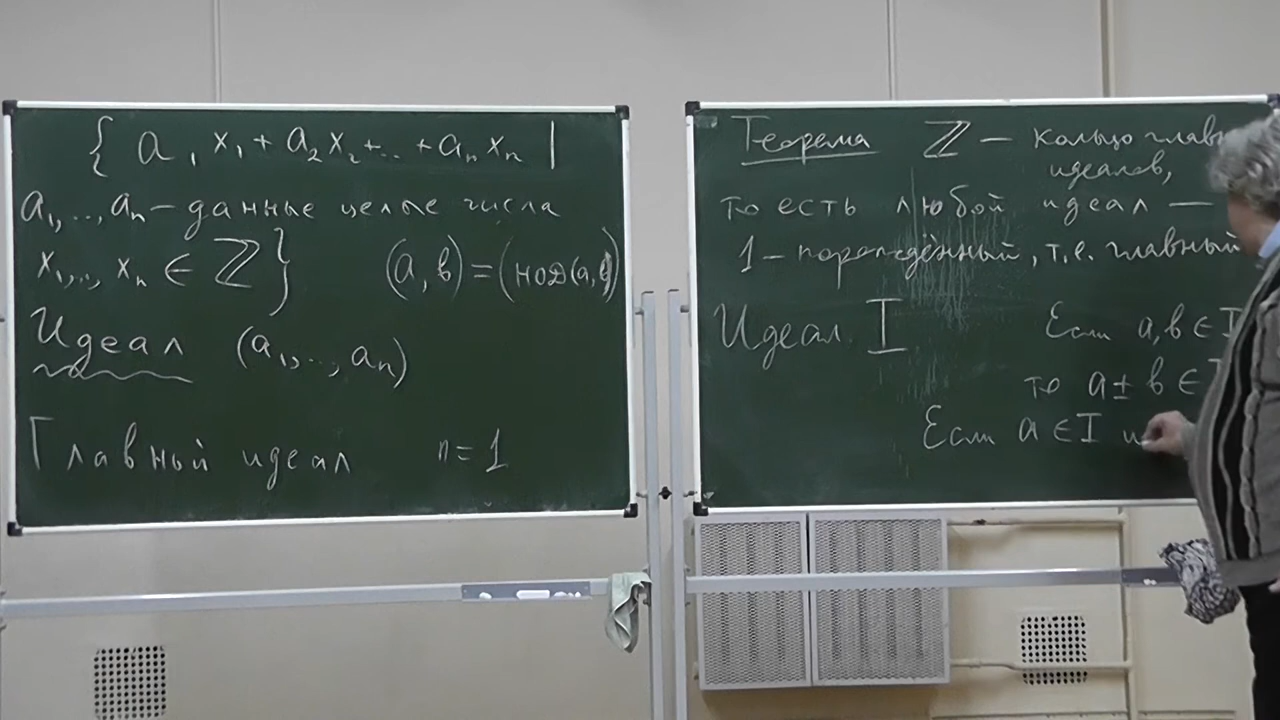 { a₁x₁ + a₂x₂ + .. + aₙxₙ |
a₁, .., aₙ – данные целые числа
x₁, .., xₙ ∈ ℤ }
(a, b) = (НОД(a, b))
Идеал (a₁, .., aₙ)
Главный идеал n = 1
Теорема ℤ – кольцо глав
идеалов,
то есть любой идеал –
1 – порождённый, т.е. главный
Идеал I Если a, b ∈ I
то a ± b ∈ I
Если a ∈ I и